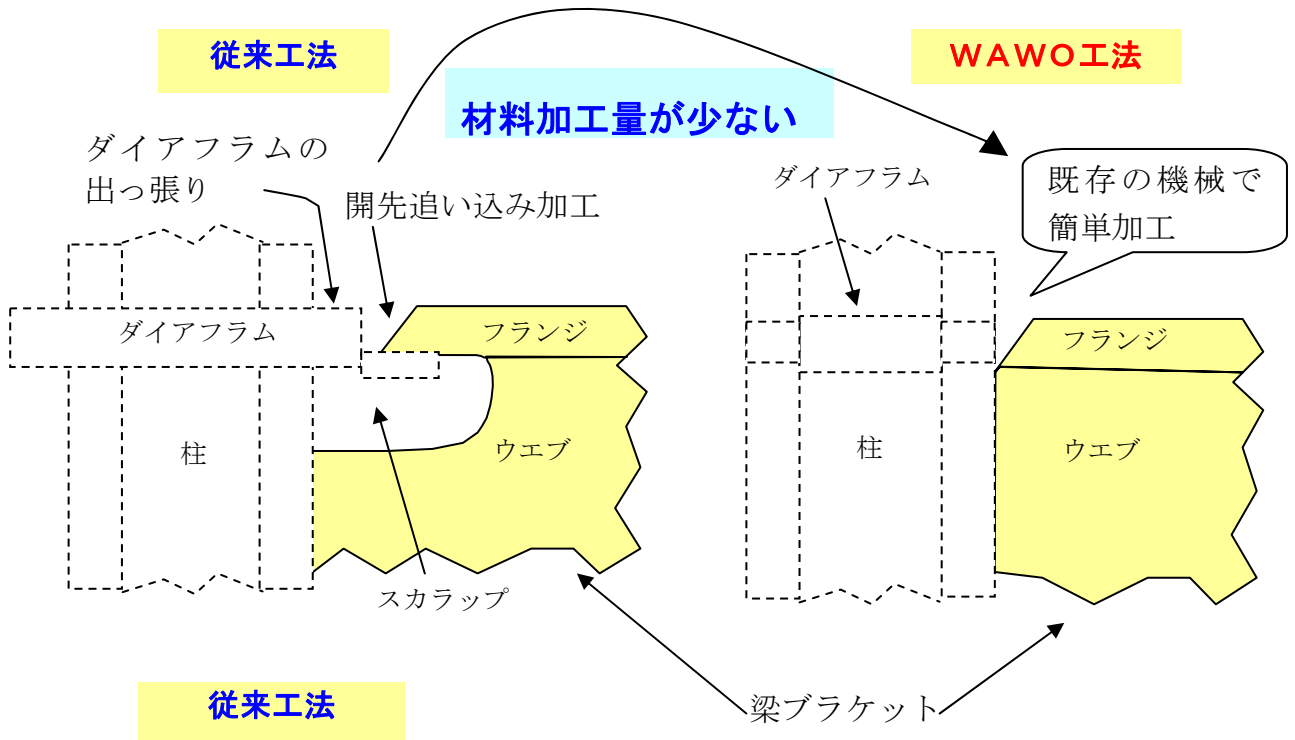 従来工法
WAWO工法
材料加工量が少ない
ダイアフラムの
出っ張り
開先追い込み加工
ダイアフラム
既存の機械で
簡単加工
ダイアフラム
フランジ
フランジ
柱
ウエブ
柱
ウエブ
スカラップ
梁ブラケット
従来工法